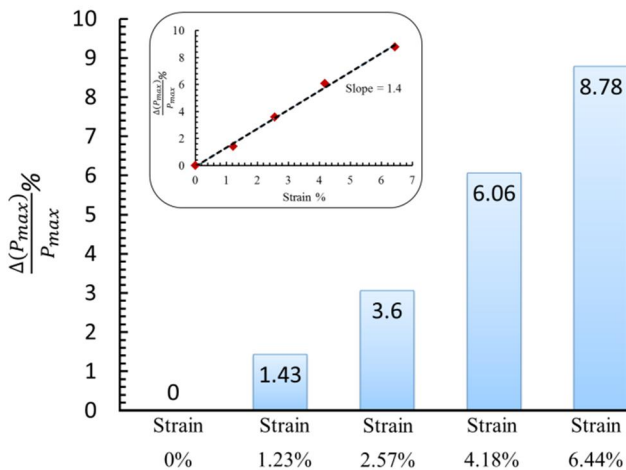 10
9
8
7
6
5
4
3
2
1
0
Δ(Pmax)
Pmax
%
10
8
6
4
2
0
Δ(Pmax)
Pmax
%
Slope = 1.4
0 1 2 3 4 5 6 7
Strain %
0
1.43
3.6
6.06
8.78
Strain Strain Strain Strain Strain
0% 1.23% 2.57% 4.18% 6.44%